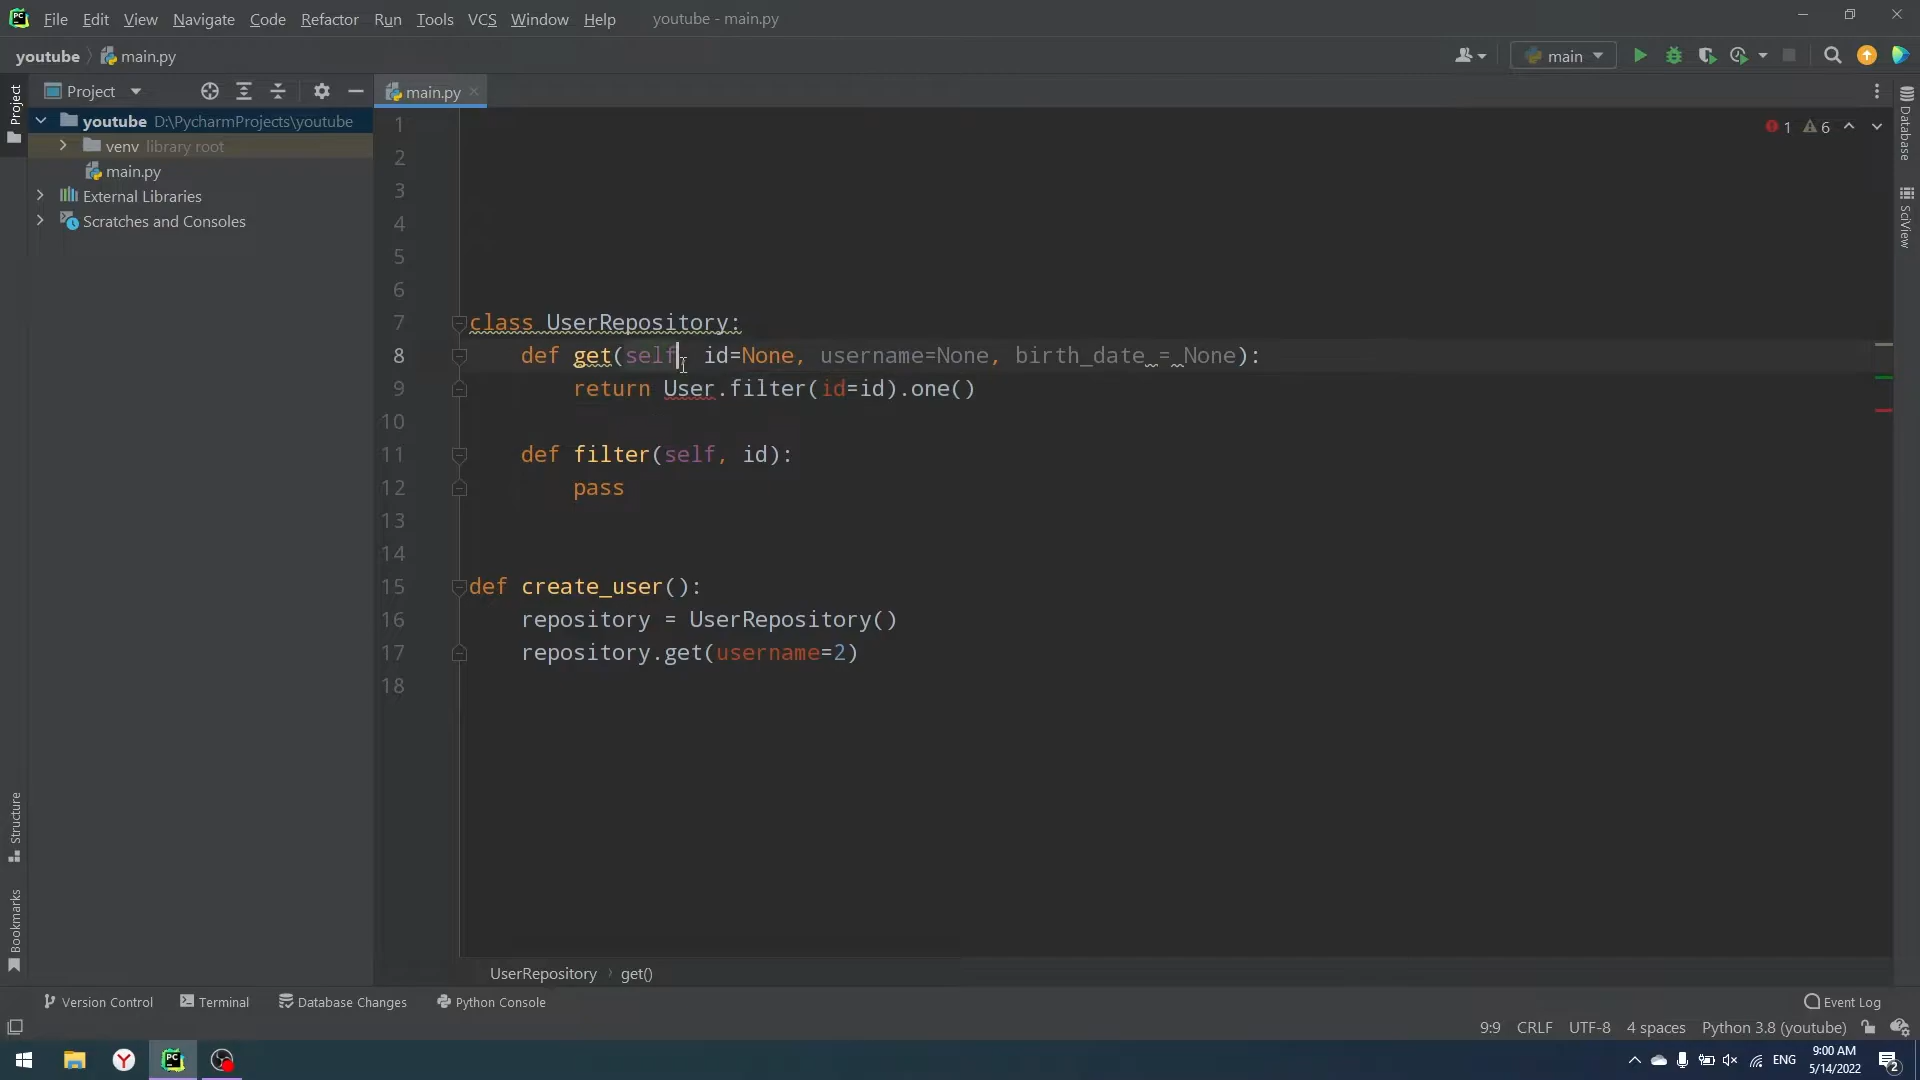 File Edit View Navigate Code Refactor Run Tools VCS Window Help youtube - main.py
youtube main.py main
Project main.py
youtube D:\PycharmProjects\youtube
venv library root
main.py
External Libraries
Scratches and Consoles
Project
Structure
Bookmarks
1 6
1
2
3
4
5
6
7 class UserRepository:
8 def get(self, id=None, username=None, birth_date = None):
9 return User.filter(id=id).one()
10
11 def filter(self, id):
12 pass
13
14
15 def create_user():
16 repository = UserRepository()
17 repository.get(username=2)
18
Database
SciView
UserRepository › get()
Version Control Terminal Database Changes Python Console Event Log
9:9 CRLF UTF-8 4 spaces Python 3.8 (youtube)
ENG 9:00 AM
5/14/2022 2